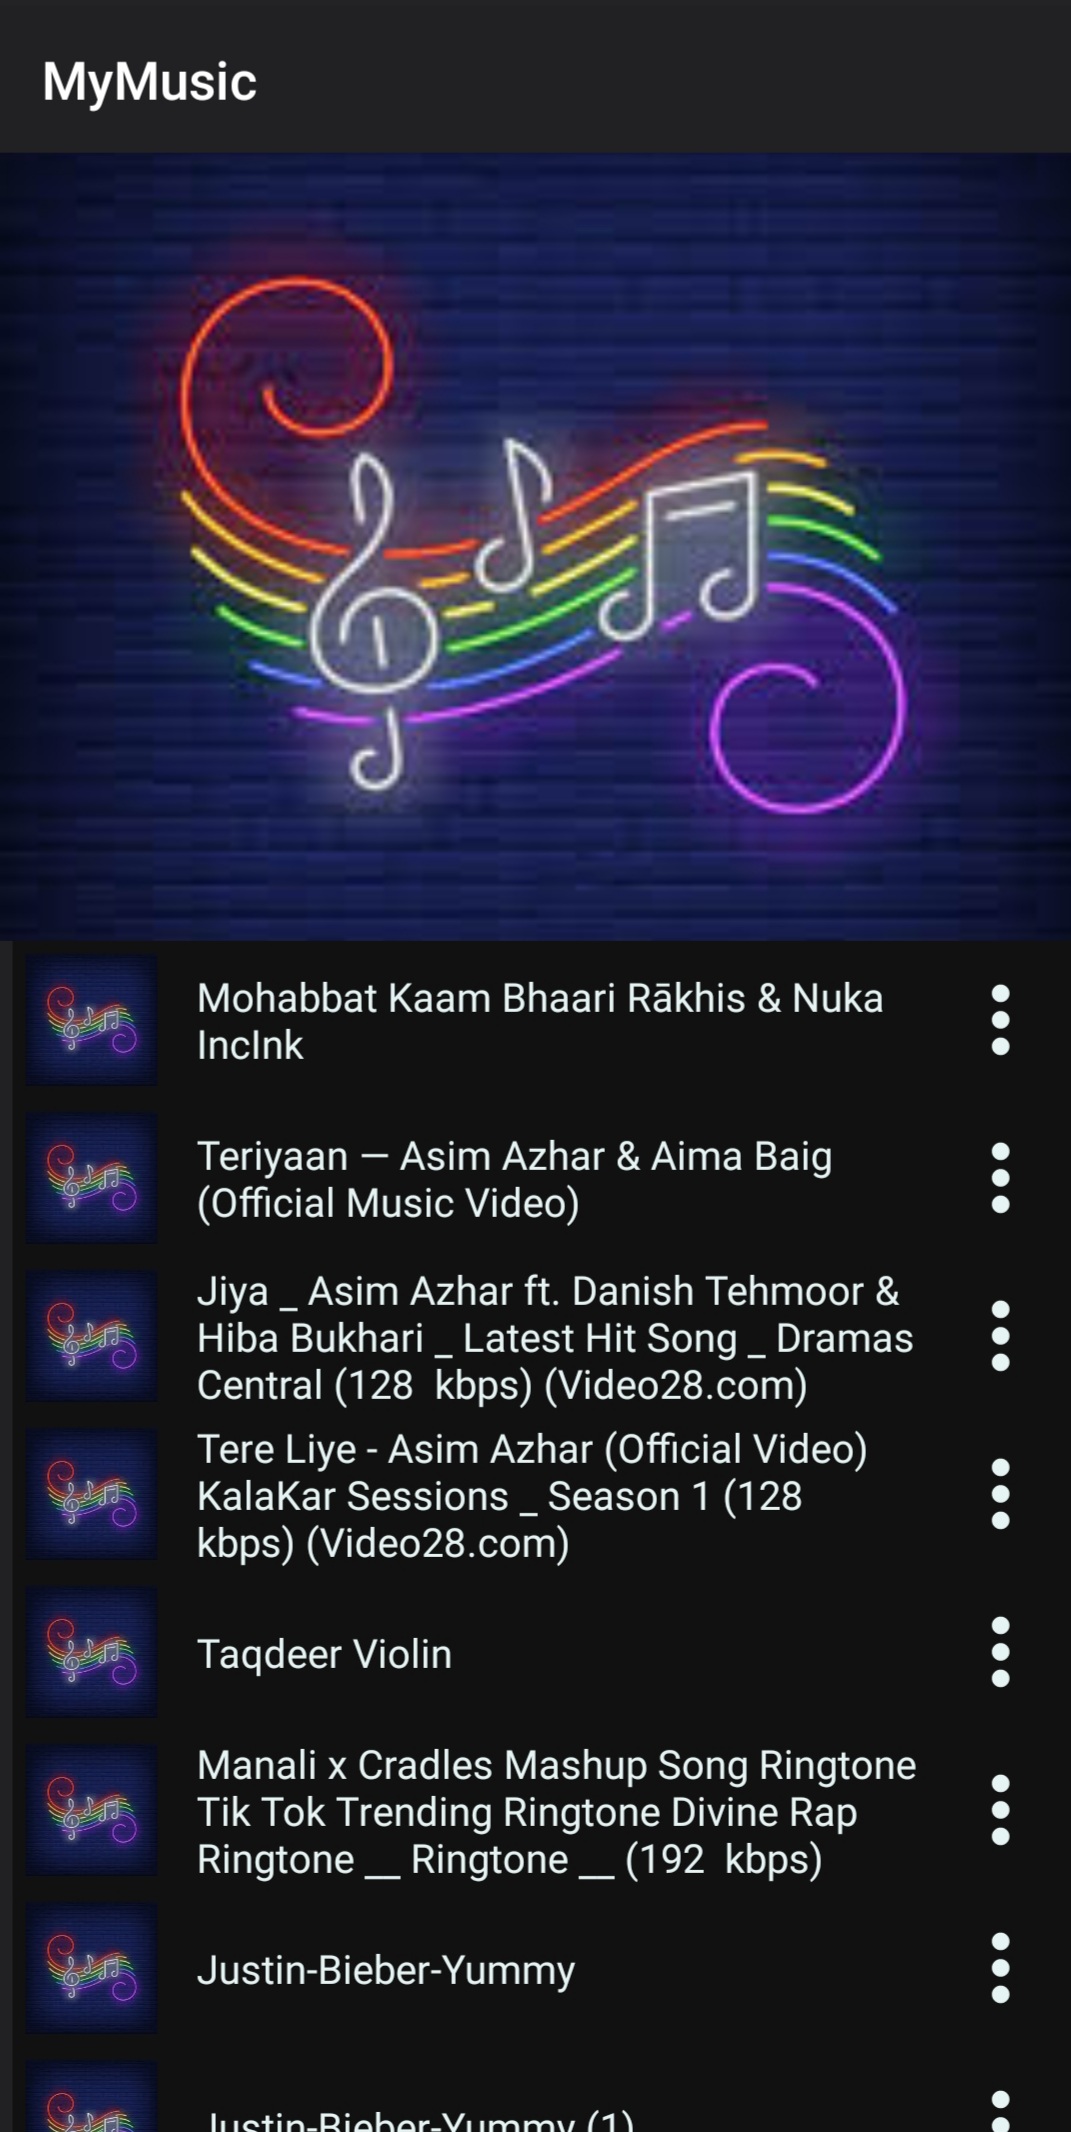 MyMusic
Mohabbat Kaam Bhaari Rākhis & Nuka
IncInk
Teriyaan — Asim Azhar & Aima Baig
(Official Music Video)
Jiya _ Asim Azhar ft. Danish Tehmoor &
Hiba Bukhari _ Latest Hit Song _ Dramas
Central (128  kbps) (Video28.com)
Tere Liye - Asim Azhar (Official Video)
KalaKar Sessions _ Season 1 (128
kbps) (Video28.com)
Taqdeer Violin
Manali x Cradles Mashup Song Ringtone
Tik Tok Trending Ringtone Divine Rap
Ringtone __ Ringtone __ (192  kbps)
Justin-Bieber-Yummy
Justin-Bieber-Yummy (1)